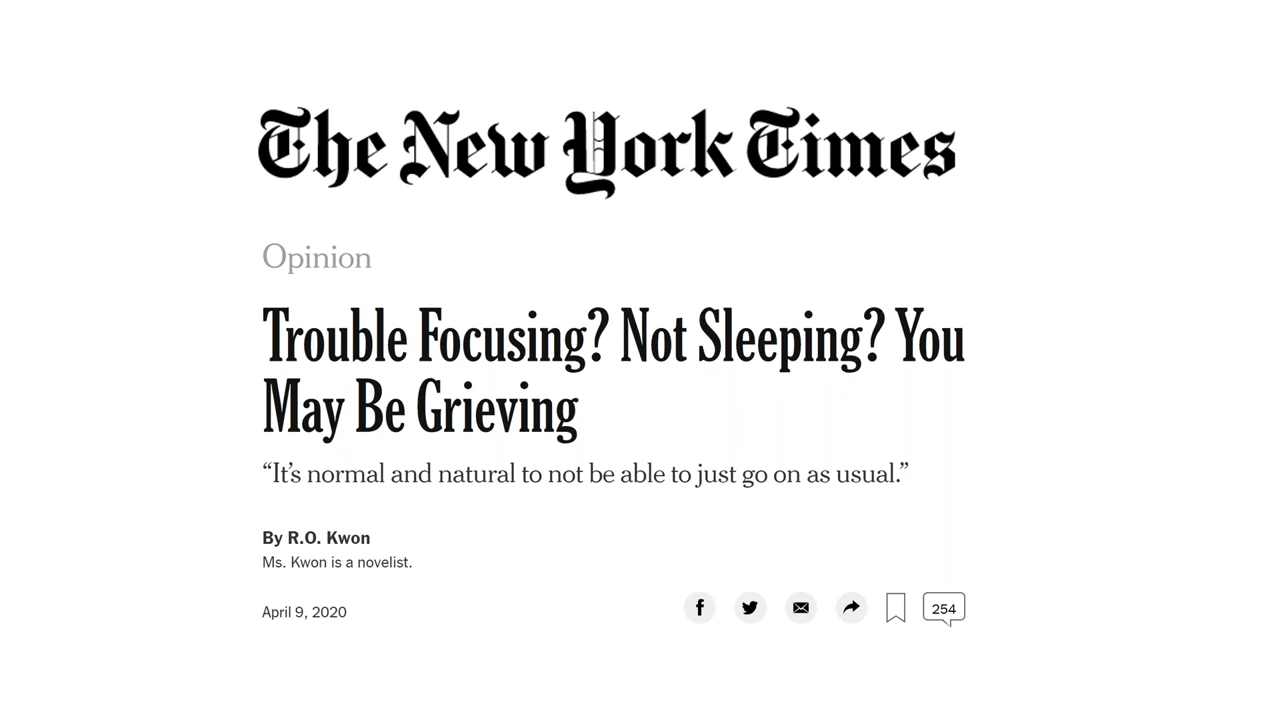 The New York Times
Opinion
Trouble Focusing? Not Sleeping? You
May Be Grieving
“It’s normal and natural to not be able to just go on as usual.”
By R.O. Kwon
Ms. Kwon is a novelist.
April 9, 2020
254